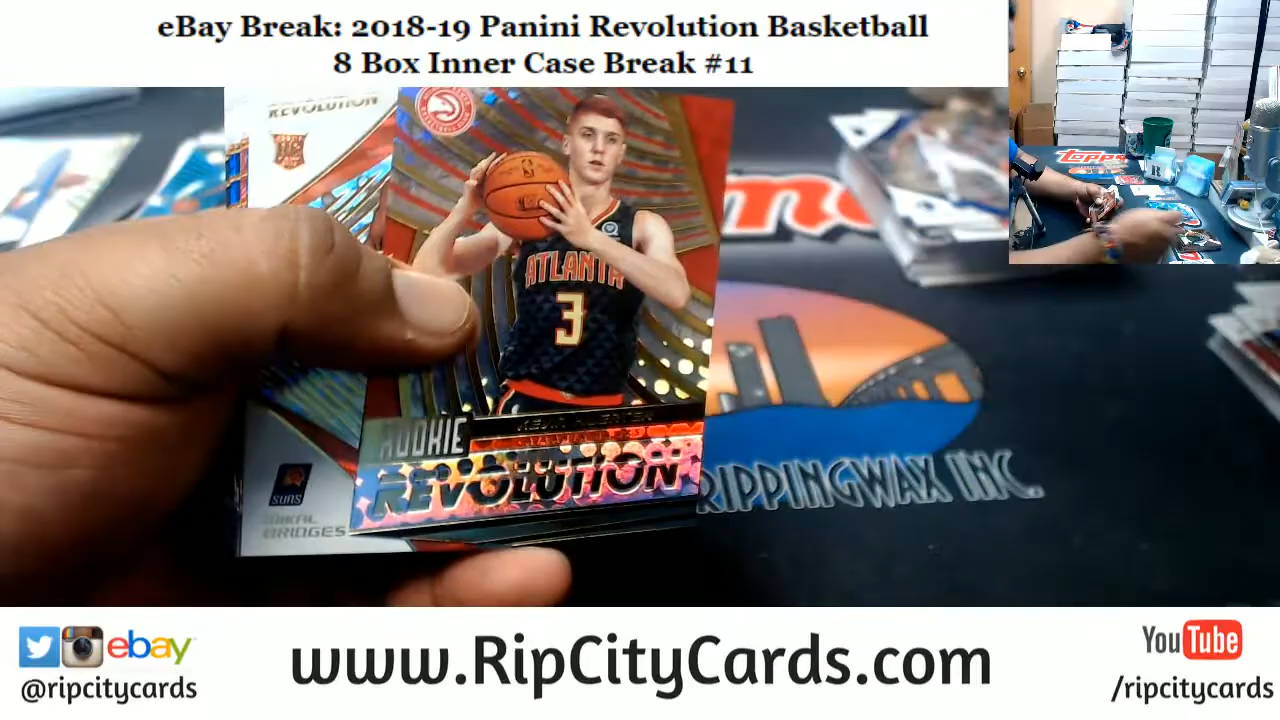 eBay Break: 2018-19 Panini Revolution Basketball
8 Box Inner Case Break #11
REVOLUTION
ATLANTA
3
ROOKIE
REVOLUTION
SUNS
MIKAL
BRIDGES
RIPPINGWAX INC.
topps
ebay
@ripcitycards
www.RipCityCards.com
YouTube
/ripcitycards